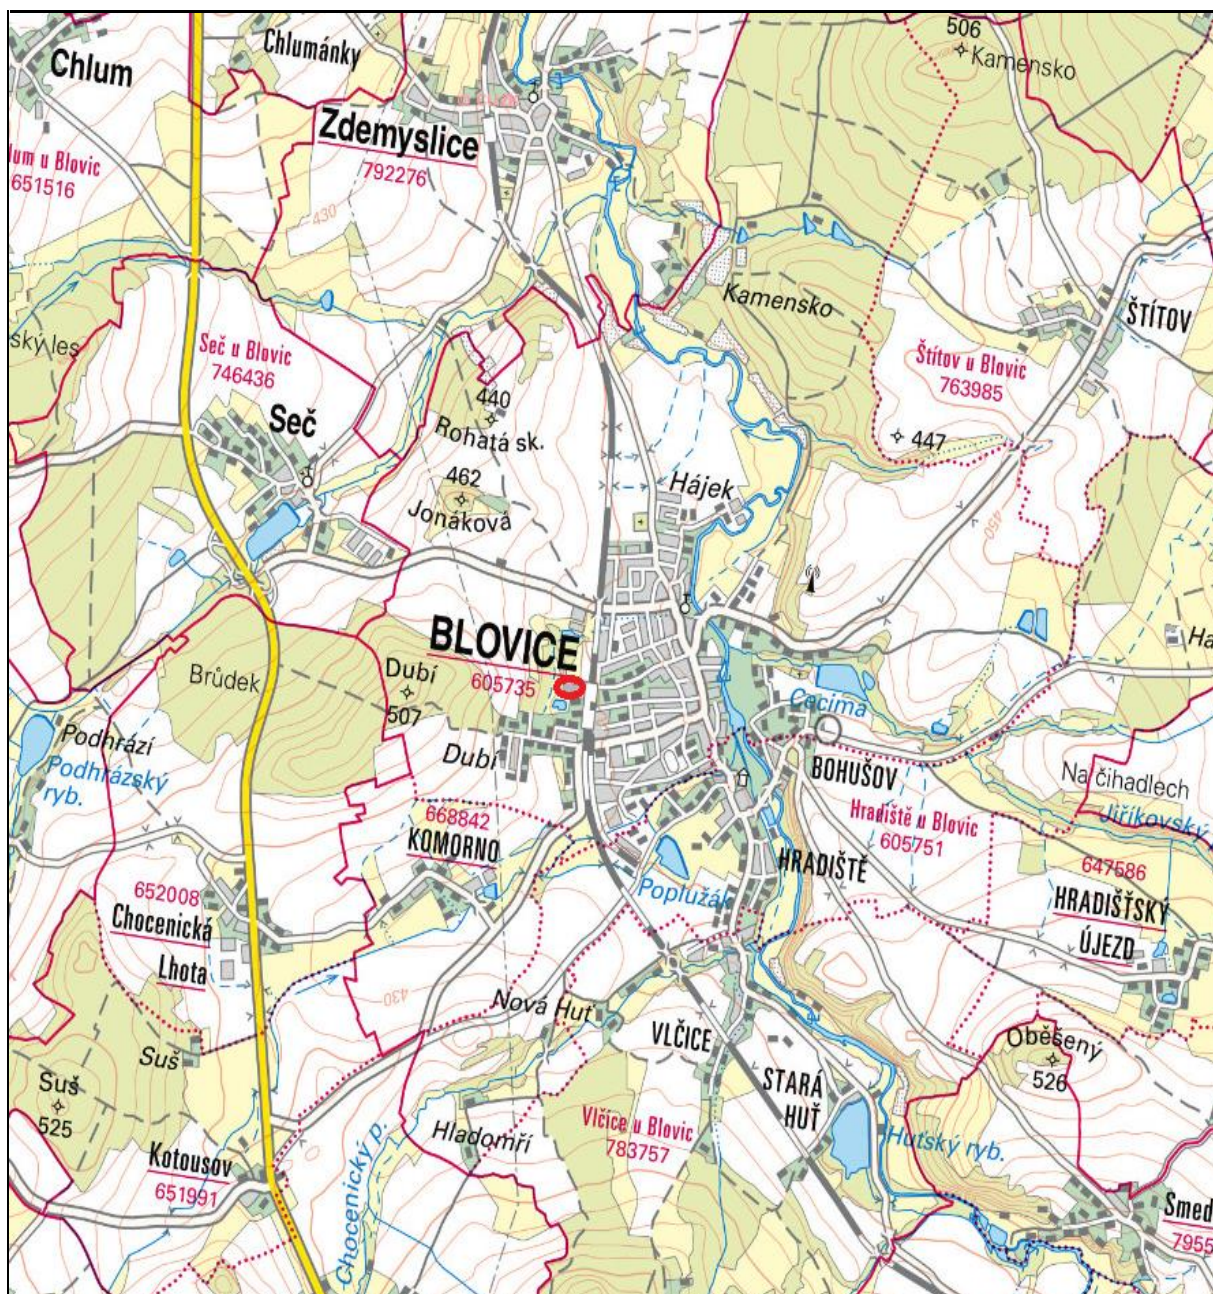 506
Kamensko
Chlumánky
Chlum
Zdemyslice
792276
lum u Blovic
651516
430
Kamensko
ŠTÍTOV
ský les
Seč u Blovic
746436
Štítov u Blovic
763985
440
Rohatá sk.
Seč
447
462
Jonákova
Hájek
450
BLOVICE
605735
Ha
Brůdek
Dubí
507
Cecima
Podhrází
Podhrázský
ryb.
Dubí
BOHUŠOV
Na čihadlech
Jiříkovský
Hradiště u Blovic
605751
668842
KOMORNO
HRADIŠTĚ
647586
652008
Chocenická
Lhota
Poplužák
HRADIŠŤSKÝ
ÚJEZD
430
Nová Huť
VLČICE
Suš
Suš
525
Oběšený
526
STARÁ
HUŤ
Hladomří
Vlčice u Blovic
783757
Huťský ryb.
Kotousov
651991
Chocenický p.
Smed
7955